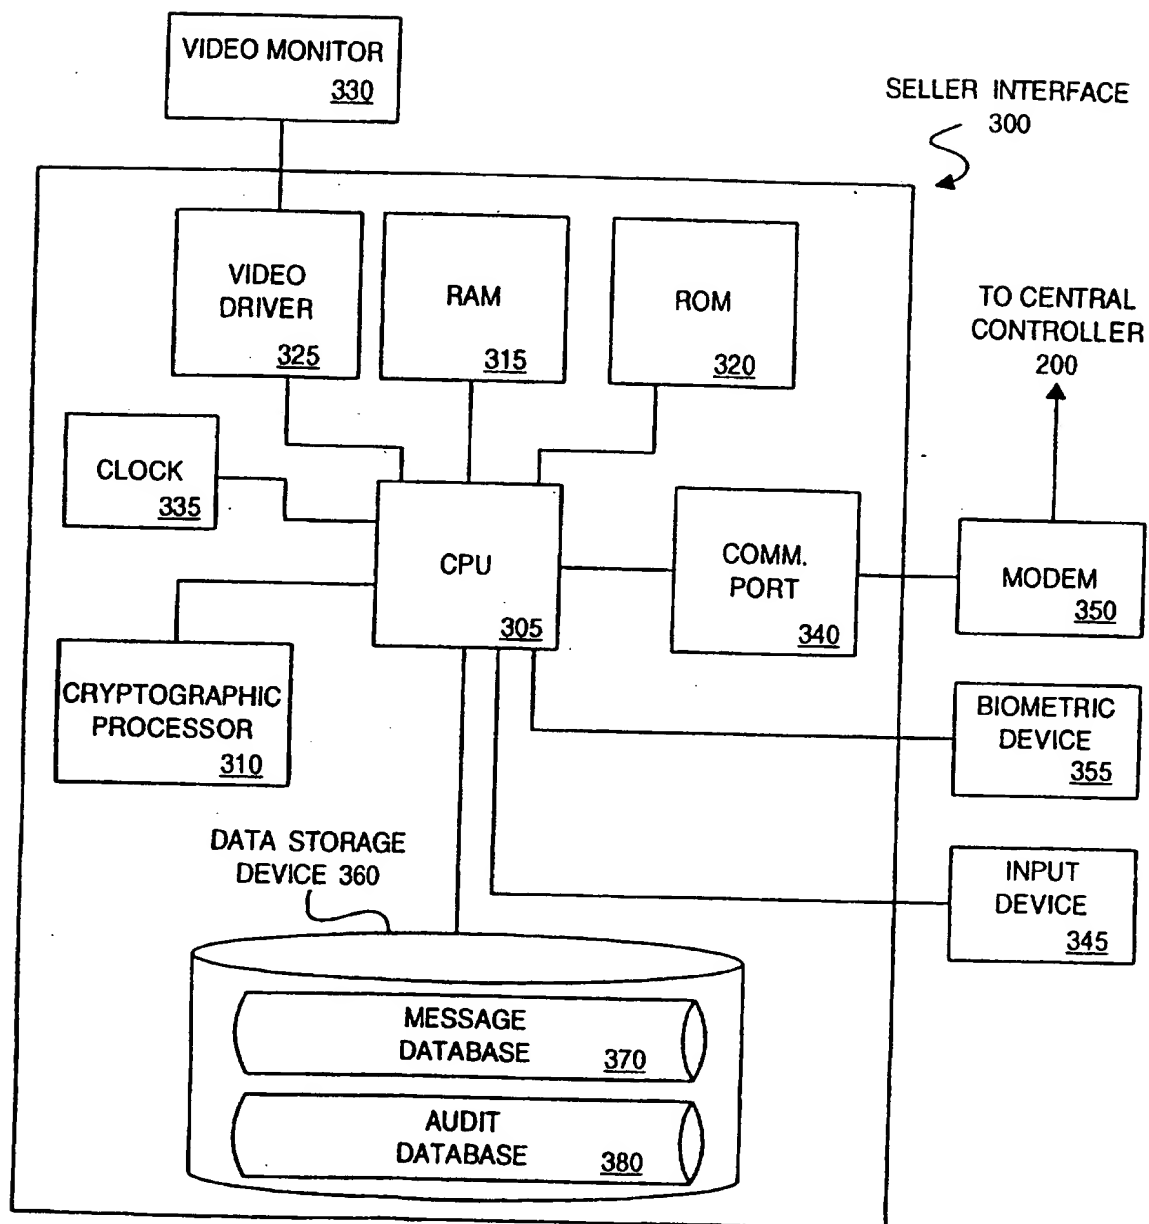 VIDEO MONITOR
330
SELLER INTERFACE
300
VIDEO
DRIVER
325
RAM
315
ROM
320
TO CENTRAL
CONTROLLER
200
CLOCK
335
CPU
305
COMM.
PORT
340
MODEM
350
CRYPTOGRAPHIC
PROCESSOR
310
BIOMETRIC
DEVICE
355
DATA STORAGE
DEVICE 360
INPUT
DEVICE
345
MESSAGE
DATABASE 370
AUDIT
DATABASE 380